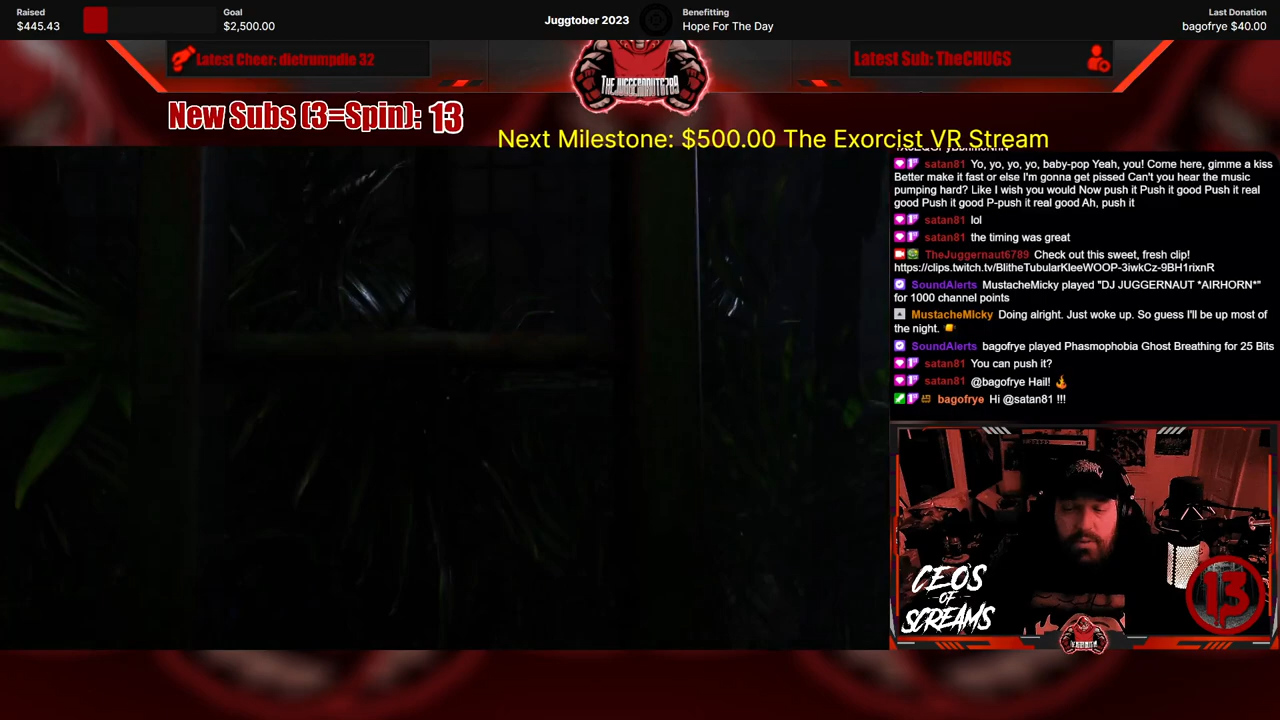 Raised
$445.43
Goal
$2,500.00
Juggtober 2023
Benefitting
Hope For The Day
Last Donation
bagofrye $40.00
Latest Cheer: dietrumpdie 32
THEJUGGERNAUT6789
Latest Sub: TheCHUGS
New Subs (3=Spin): 13
Next Milestone: $500.00 The Exorcist VR Stream
satan81 Yo, yo, yo, yo, baby-pop Yeah, you! Come here, gimme a kiss
Better make it fast or else I'm gonna get pissed Can't you hear the music
pumping hard? Like I wish you would Now push it Push it good Push it real
good Push it good P-push it real good Ah, push it
satan81 lol
satan81 the timing was great
TheJuggernaut6789 Check out this sweet, fresh clip!
https://clips.twitch.tv/BlitheTubularKleeWOOP-3iwkCz-9BH1rixnR
SoundAlerts MustacheMicky played "DJ JUGGERNAUT *AIRHORN*"
for 1000 channel points
MustacheMIcky Doing alright. Just woke up. So guess I'll be up most of
the night.
SoundAlerts bagofrye played Phasmophobia Ghost Breathing for 25 Bits
satan81 You can push it?
satan81 @bagofrye Hail!
bagofrye Hi @satan81 !!!
CEOS
OF
SCREAMS
13